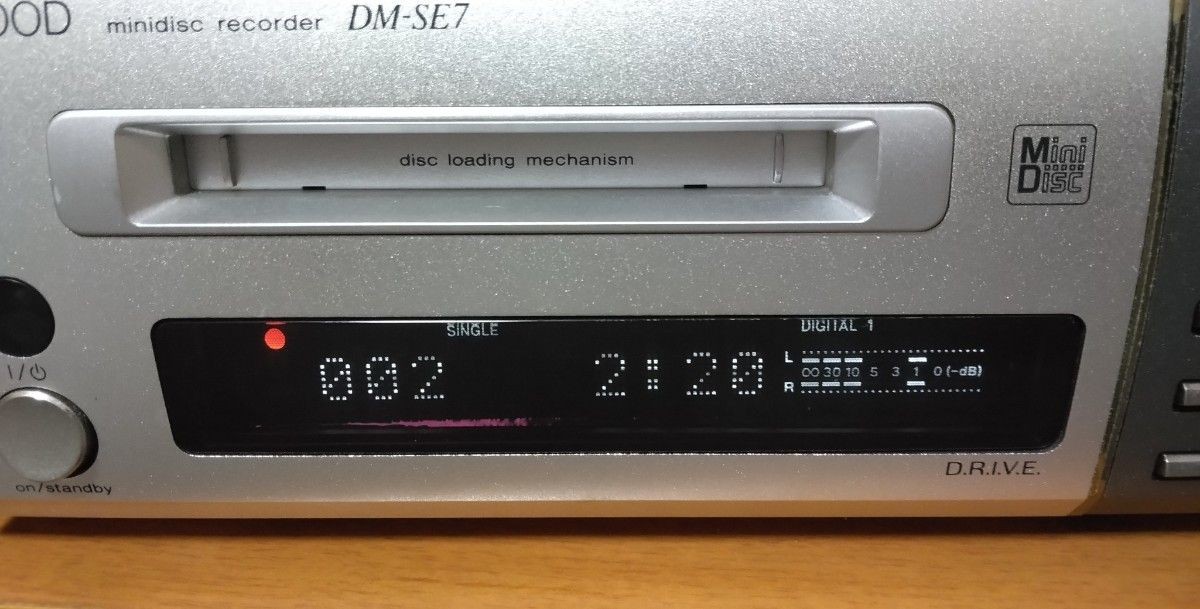 OOD minidisc recorder DM-SE7
disc loading mechanism
Mini
Disc
SINGLE DIGITAL 1
002 2:20
L
00 30 10 5 3 1 0 (-dB)
R
I/⏻
on/standby
D.R.I.V.E.